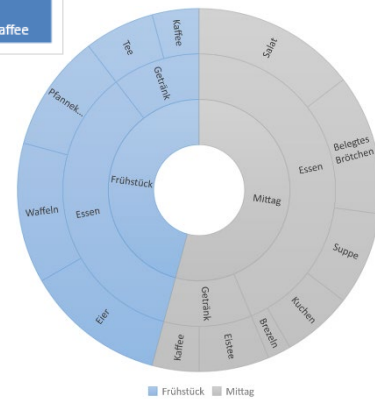 affee
Salat
Belegtes
Brötchen
Suppe
Kuchen
Brezeln
Eistee
Kaffee
Eier
Waffeln
Pfannek...
Tee
Kaffee
Essen
Getränk
Essen
Getränk
Mittag
Frühstück
Frühstück Mittag